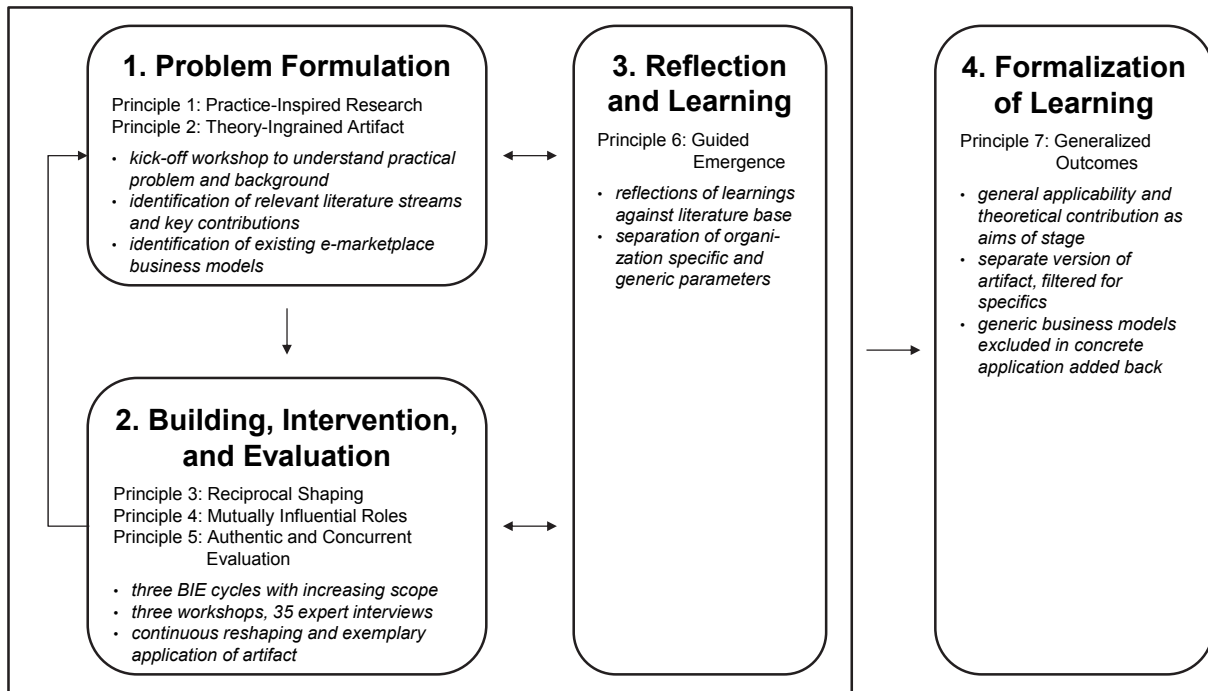 1. Problem Formulation
Principle 1: Practice-Inspired Research
Principle 2: Theory-Ingrained Artifact
• kick-off workshop to understand practical
problem and background
• identification of relevant literature streams
and key contributions
• identification of existing e-marketplace
business models
2. Building, Intervention,
and Evaluation
Principle 3: Reciprocal Shaping
Principle 4: Mutually Influential Roles
Principle 5: Authentic and Concurrent
Evaluation
• three BIE cycles with increasing scope
• three workshops, 35 expert interviews
• continuous reshaping and exemplary
application of artifact
3. Reflection
and Learning
Principle 6: Guided
Emergence
• reflections of learnings
against literature base
• separation of organi-
zation specific and
generic parameters
4. Formalization
of Learning
Principle 7: Generalized
Outcomes
• general applicability and
theoretical contribution as
aims of stage
• separate version of
artifact, filtered for
specifics
• generic business models
excluded in concrete
application added back